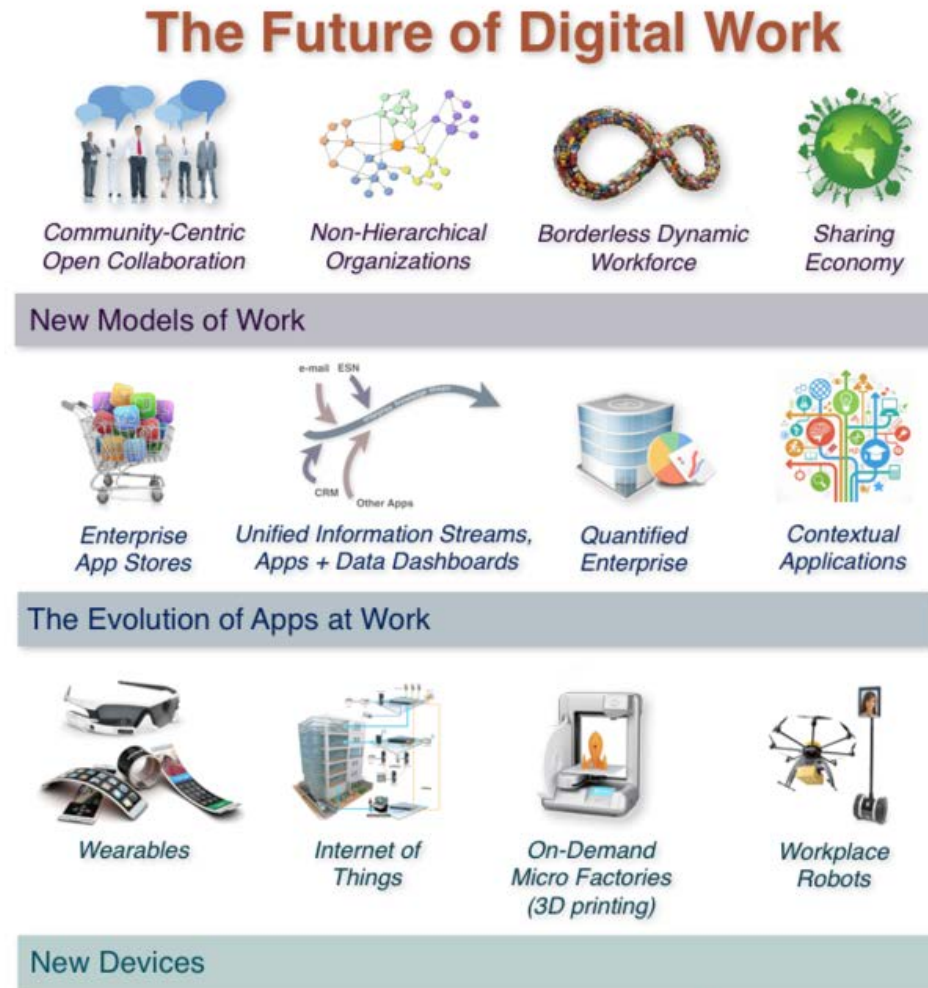 The Future of Digital Work
Community-Centric
Open Collaboration
Non-Hierarchical
Organizations
Borderless Dynamic
Workforce
Sharing
Economy
New Models of Work
e-mail ESN
CRM
Other Apps
Enterprise
App Stores
Unified Information Streams,
Apps + Data Dashboards
Quantified
Enterprise
Contextual
Applications
The Evolution of Apps at Work
Wearables
Internet of
Things
On-Demand
Micro Factories
(3D printing)
Workplace
Robots
New Devices